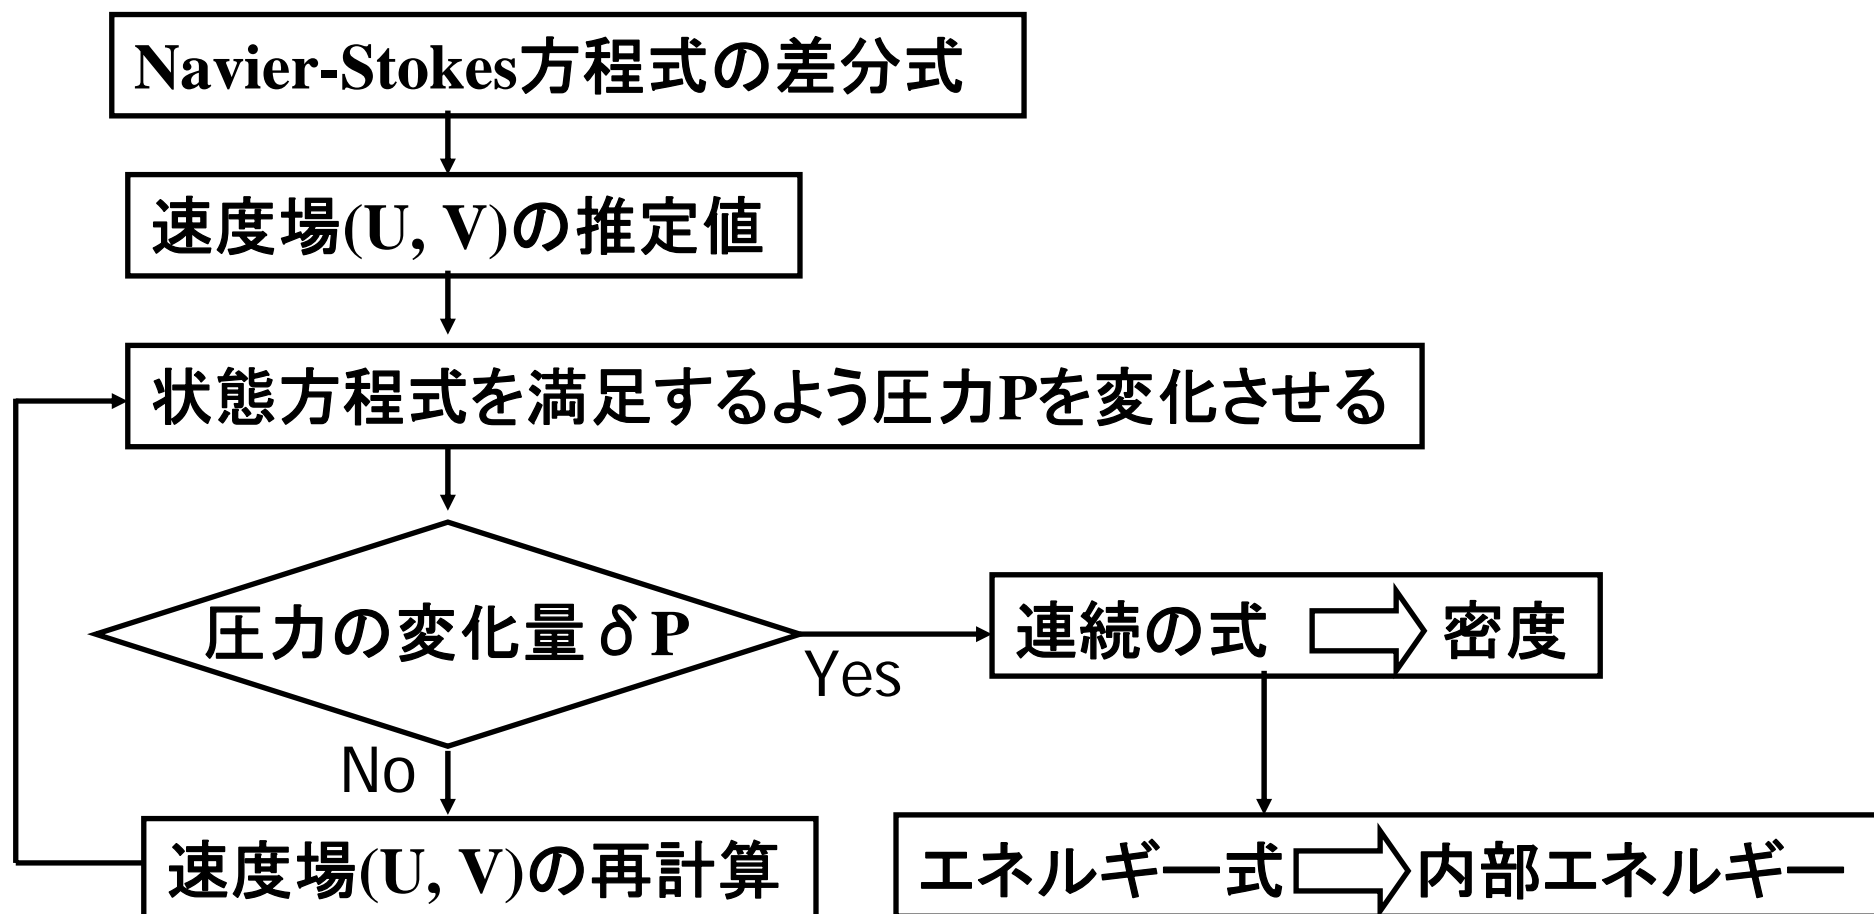 Navier-Stokes方程式の差分式
速度場(U, V)の推定値
状態方程式を満足するよう圧力Pを変化させる
圧力の変化量δP
Yes
連続の式 密度
No
速度場(U, V)の再計算
エネルギー式 内部エネルギー